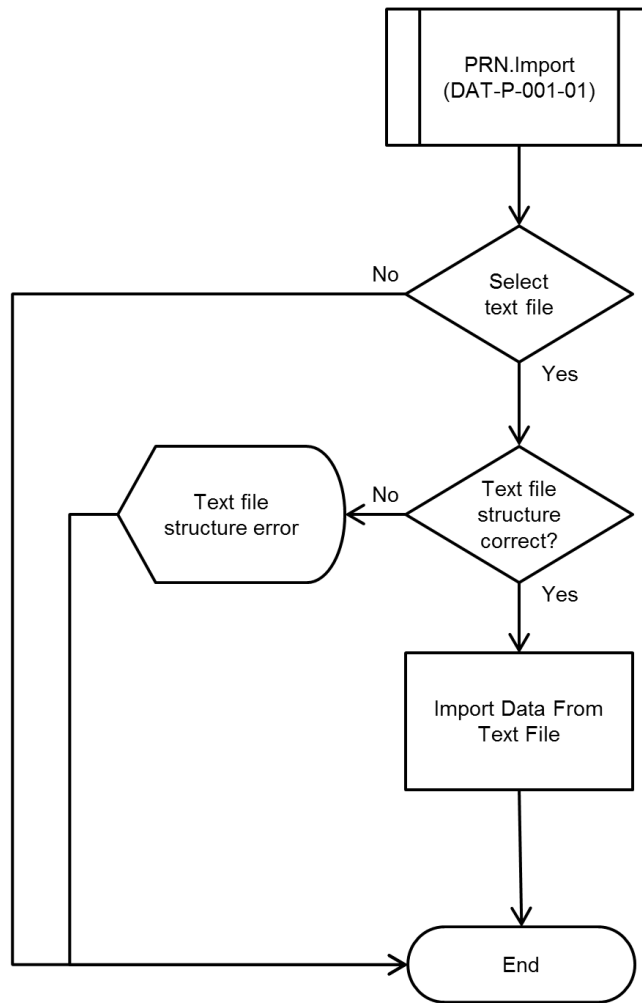 PRN.Import
(DAT-P-001-01)
No
Select
text file
Yes
Text file
structure error
No
Text file
structure
correct?
Yes
Import Data From
Text File
End